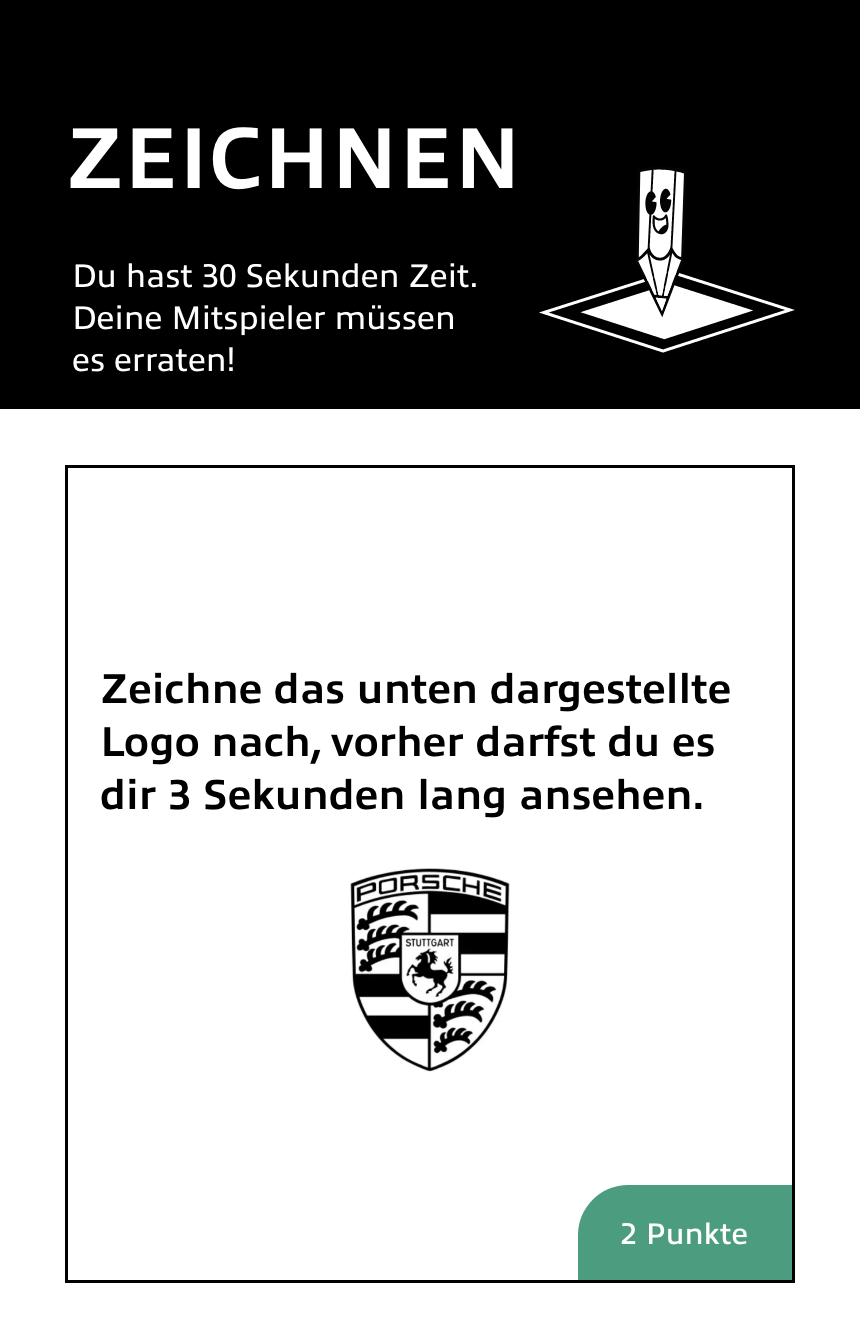 ZEICHNEN
Du hast 30 Sekunden Zeit.
Deine Mitspieler müssen
es erraten!
Zeichne das unten dargestellte
Logo nach, vorher darfst du es
dir 3 Sekunden lang ansehen.
PORSCHE
STUTTGART
2 Punkte